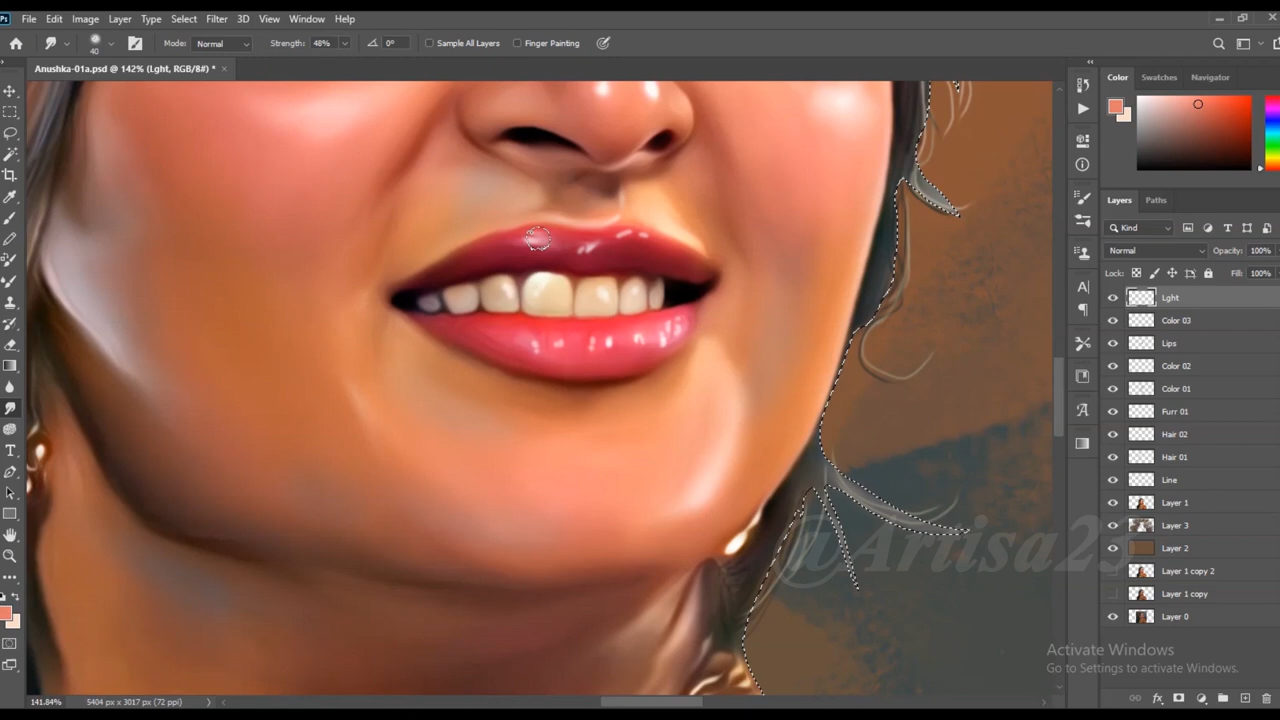 Ps File Edit Image Layer Type Select Filter 3D View Window Help
40 Mode: Normal Strength: 48% 0° Sample All Layers Finger Painting
Anushka-01a.psd @ 142% (Lght, RGB/8#) * ×
Color Swatches Navigator
Layers Paths
Kind
Normal Opacity: 100%
Lock: Fill: 100%
Lght
Color 03
Lips
Color 02
Color 01
Furr 01
Hair 02
Hair 01
Line
Layer 1
Layer 3
Layer 2
Layer 1 copy 2
Layer 1 copy
Layer 0
@Artisa23
Activate Windows
Go to Settings to activate Windows.
141.84% 5404 px x 3017 px (72 ppi)